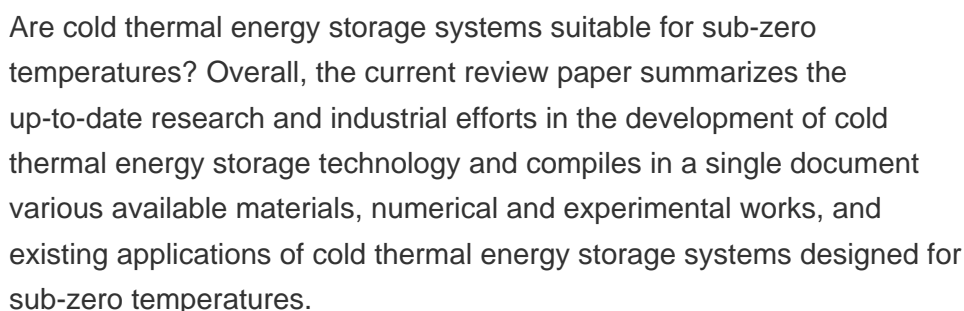 Are cold thermal energy storage systems suitable for sub-zero
temperatures? Overall, the current review paper summarizes the
up-to-date research and industrial efforts in the development of cold
thermal energy storage technology and compiles in a single document
various available materials, numerical and experimental works, and
existing applications of cold thermal energy storage systems designed for
sub-zero temperatures.